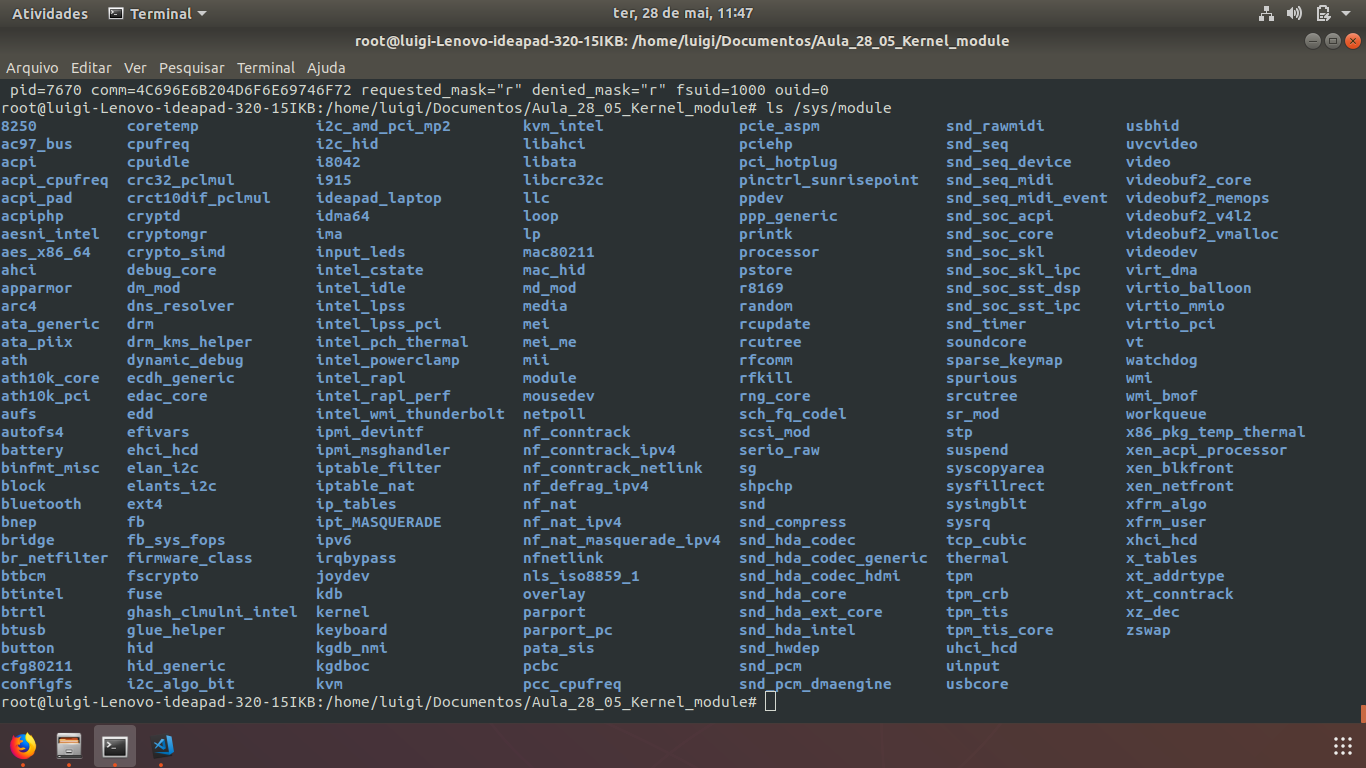 Atividades Terminal ter, 28 de mai, 11:47
root@luigi-Lenovo-ideapad-320-15IKB: /home/luigi/Documentos/Aula_28_05_Kernel_module
Arquivo Editar Ver Pesquisar Terminal Ajuda
pid=7670 comm=4C696E6B204D6F6E69746F72 requested_mask="r" denied_mask="r" fsuid=1000 ouid=0
root@luigi-Lenovo-ideapad-320-15IKB:/home/luigi/Documentos/Aula_28_05_Kernel_module# ls /sys/module
8250 coretemp i2c_amd_pci_mp2 kvm_intel pcie_aspm snd_rawmidi usbhid
ac97_bus cpufreq i2c_hid libahci pciehp snd_seq uvcvideo
acpi cpuidle i8042 libata pci_hotplug snd_seq_device video
acpi_cpufreq crc32_pclmul i915 libcrc32c pinctrl_sunrisepoint snd_seq_midi videobuf2_core
acpi_pad crct10dif_pclmul ideapad_laptop llc ppdev snd_seq_midi_event videobuf2_memops
acpiphp cryptd idma64 loop ppp_generic snd_soc_acpi videobuf2_v4l2
aesni_intel cryptomgr ima lp printk snd_soc_core videobuf2_vmalloc
aes_x86_64 crypto_simd input_leds mac80211 processor snd_soc_skl videodev
ahci debug_core intel_cstate mac_hid pstore snd_soc_skl_ipc virt_dma
apparmor dm_mod intel_idle md_mod r8169 snd_soc_sst_dsp virtio_balloon
arc4 dns_resolver intel_lpss media random snd_soc_sst_ipc virtio_mmio
ata_generic drm intel_lpss_pci mei rcupdate snd_timer virtio_pci
ata_piix drm_kms_helper intel_pch_thermal mei_me rcutree soundcore vt
ath dynamic_debug intel_powerclamp mii rfcomm sparse_keymap watchdog
ath10k_core ecdh_generic intel_rapl module rfkill spurious wmi
ath10k_pci edac_core intel_rapl_perf mousedev rng_core srcutree wmi_bmof
aufs edd intel_wmi_thunderbolt netpoll sch_fq_codel sr_mod workqueue
autofs4 efivars ipmi_devintf nf_conntrack scsi_mod stp x86_pkg_temp_thermal
battery ehci_hcd ipmi_msghandler nf_conntrack_ipv4 serio_raw suspend xen_acpi_processor
binfmt_misc elan_i2c iptable_filter nf_conntrack_netlink sg syscopyarea xen_blkfront
block elants_i2c iptable_nat nf_defrag_ipv4 shpchp sysfillrect xen_netfront
bluetooth ext4 ip_tables nf_nat snd sysimgblt xfrm_algo
bnep fb ipt_MASQUERADE nf_nat_ipv4 snd_compress sysrq xfrm_user
bridge fb_sys_fops ipv6 nf_nat_masquerade_ipv4 snd_hda_codec tcp_cubic xhci_hcd
br_netfilter firmware_class irqbypass nfnetlink snd_hda_codec_generic thermal x_tables
btbcm fscrypto joydev nls_iso8859_1 snd_hda_codec_hdmi tpm xt_addrtype
btintel fuse kdb overlay snd_hda_core tpm_crb xt_conntrack
btrtl ghash_clmulni_intel kernel parport snd_hda_ext_core tpm_tis xz_dec
btusb glue_helper keyboard parport_pc snd_hda_intel tpm_tis_core zswap
button hid kgdb_nmi pata_sis snd_hwdep uhci_hcd
cfg80211 hid_generic kgdboc pcbc snd_pcm uinput
configfs i2c_algo_bit kvm pcc_cpufreq snd_pcm_dmaengine usbcore
root@luigi-Lenovo-ideapad-320-15IKB:/home/luigi/Documentos/Aula_28_05_Kernel_module#